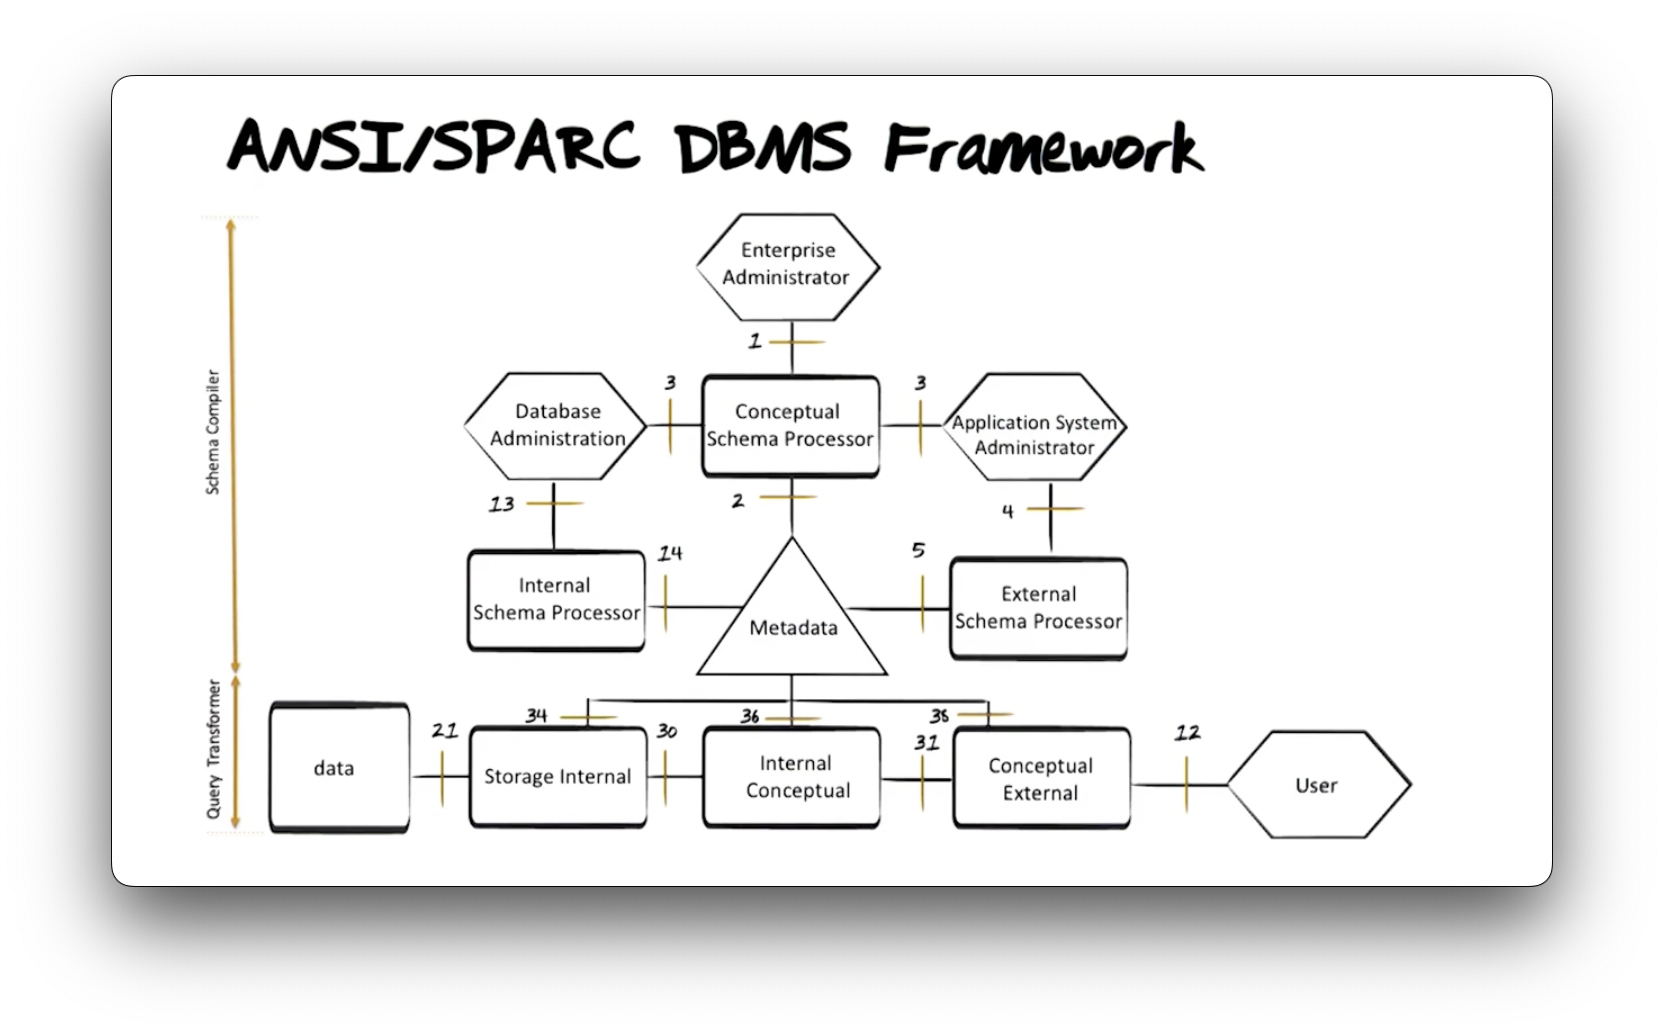 ANSI/SPARC DBMS Framework
Enterprise
Administrator
1
Schema Compiler
Database
Administration
3
Conceptual
Schema Processor
3
Application System
Administrator
13
2
4
Internal
Schema Processor
14
Metadata
5
External
Schema Processor
Query Transformer
data
21
34
Storage Internal
30
36
Internal
Conceptual
31
38
Conceptual
External
12
User